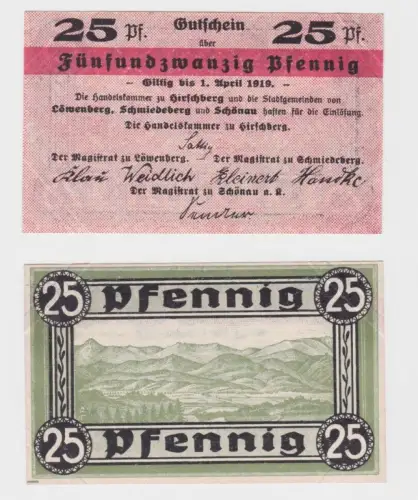 25 Pf. Gutschein 25 Pf.
über
Fünfundzwanzig Pfennig
- Giltig bis 1. April 1919. -
Die Handelskammer zu Hirschberg und die Stadtgemeinden von
Löwenberg, Schmiedeberg und Schönau haften für die Einlösung.
Die Handelskammer zu Hirschberg.
Der Magistrat zu Löwenberg. Der Magistrat zu Schmiedeberg.
Klau Weidlich Kleinert Handke
Der Magistrat zu Schönau a. K.
25 Pfennig 25
25 Pfennig 25